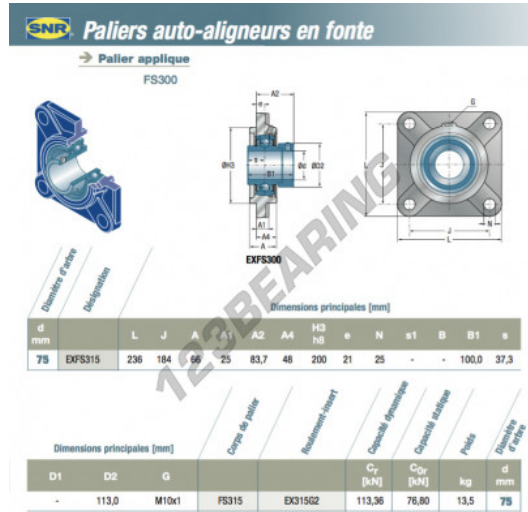 SNR Paliers auto-aligneurs en fonte
Palier applique
FS300
A2
e
G
s
ØH3
Ød
ØD2
B1
L
J
A1
A4
A
N
J
L
EXFS300
123BEARING
Diamètre d'arbre
Désignation
Dimensions principales [mm]
d mm L J A A1 A2 A4 H3 h8 e N s1 B B1 s
75 EXFS315 236 184 66 25 83,7 48 200 21 25 - - 100,0 37,3
Dimensions principales [mm]
Corps de palier
Roulement-insert
Capacité dynamique
Capacité statique
Poids
Diamètre d'arbre
D1 D2 G Cr [kN] C0r [kN] kg d mm
- 113,0 M10x1 FS315 EX315G2 113,36 76,80 13,5 75